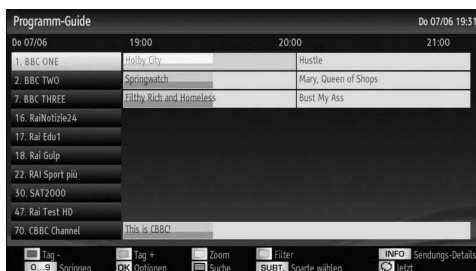 Programm-Guide Do 07/06 19:31
Do 07/06 19:00 20:00 21:00
1. BBC ONE Holby City Hustle
2. BBC TWO Springwatch Mary, Queen of Shops
7. BBC THREE Filthy Rich and Homeless Bust My Ass
16. RaiNotizie24
17. Rai Edu1
18. Rai Gulp
22. RAI Sport più
30. SAT2000
47. Rai Test HD
70. CBBC Channel This is CBBC!
Tag - Tag + Zoom Filter INFO Sendungs-Details
0...9 Springen OK Optionen Suche SUBT. Sparte wählen Jetzt